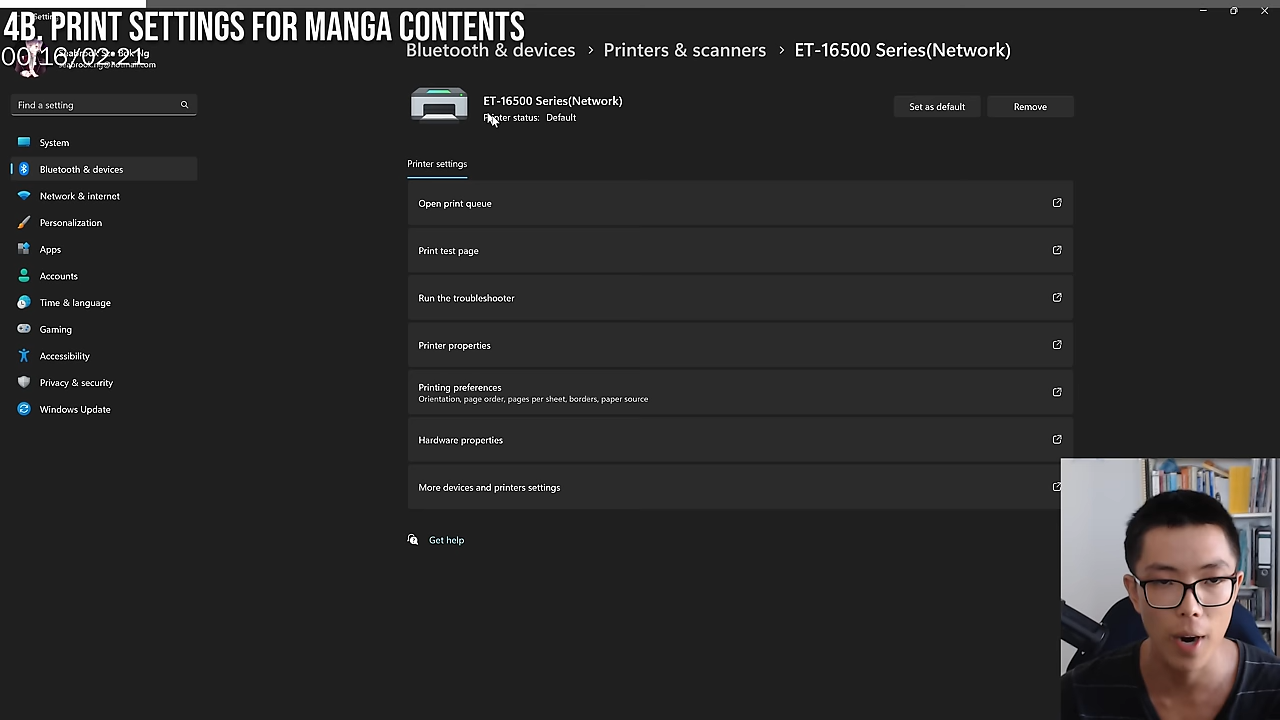 4B. PRINT SETTINGS FOR MANGA CONTENTS
00:16/02:21
Bluetooth & devices > Printers & scanners > ET-16500 Series(Network)
Find a setting
System
Bluetooth & devices
Network & internet
Personalization
Apps
Accounts
Time & language
Gaming
Accessibility
Privacy & security
Windows Update
ET-16500 Series(Network)
Printer status: Default
Set as default
Remove
Printer settings
Open print queue
Print test page
Run the troubleshooter
Printer properties
Printing preferences
Orientation, page order, pages per sheet, borders, paper source
Hardware properties
More devices and printers settings
Get help